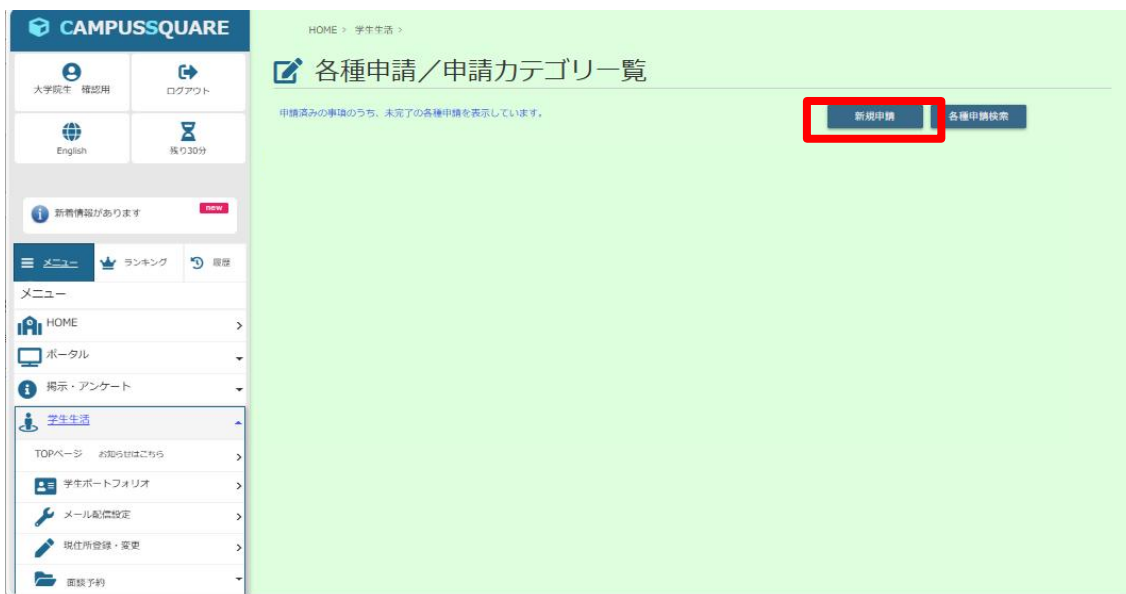 CAMPUSSQUARE
大学院生 確認用
ログアウト
English
残り30分
新着情報があります
new
メニュー
ランキング
履歴
メニュー
HOME
ポータル
掲示・アンケート
学生生活
TOPページ お知らせはこちら
学生ポートフォリオ
メール配信設定
現住所登録・変更
面談予約
HOME > 学生生活 >
各種申請／申請カテゴリ一覧
申請済みの事項のうち、未完了の各種申請を表示しています。
新規申請
各種申請検索